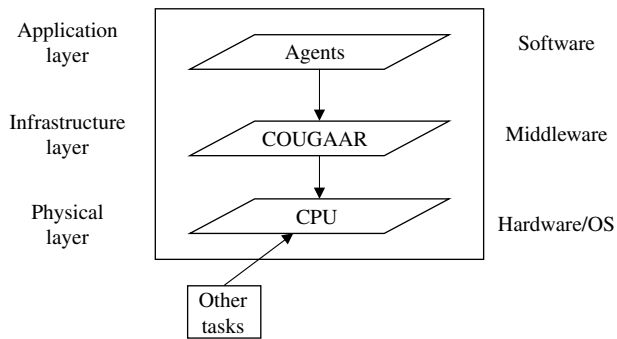 Application
layer
Agents
Software
Infrastructure
layer
COUGAAR
Middleware
Physical
layer
CPU
Hardware/OS
Other
tasks